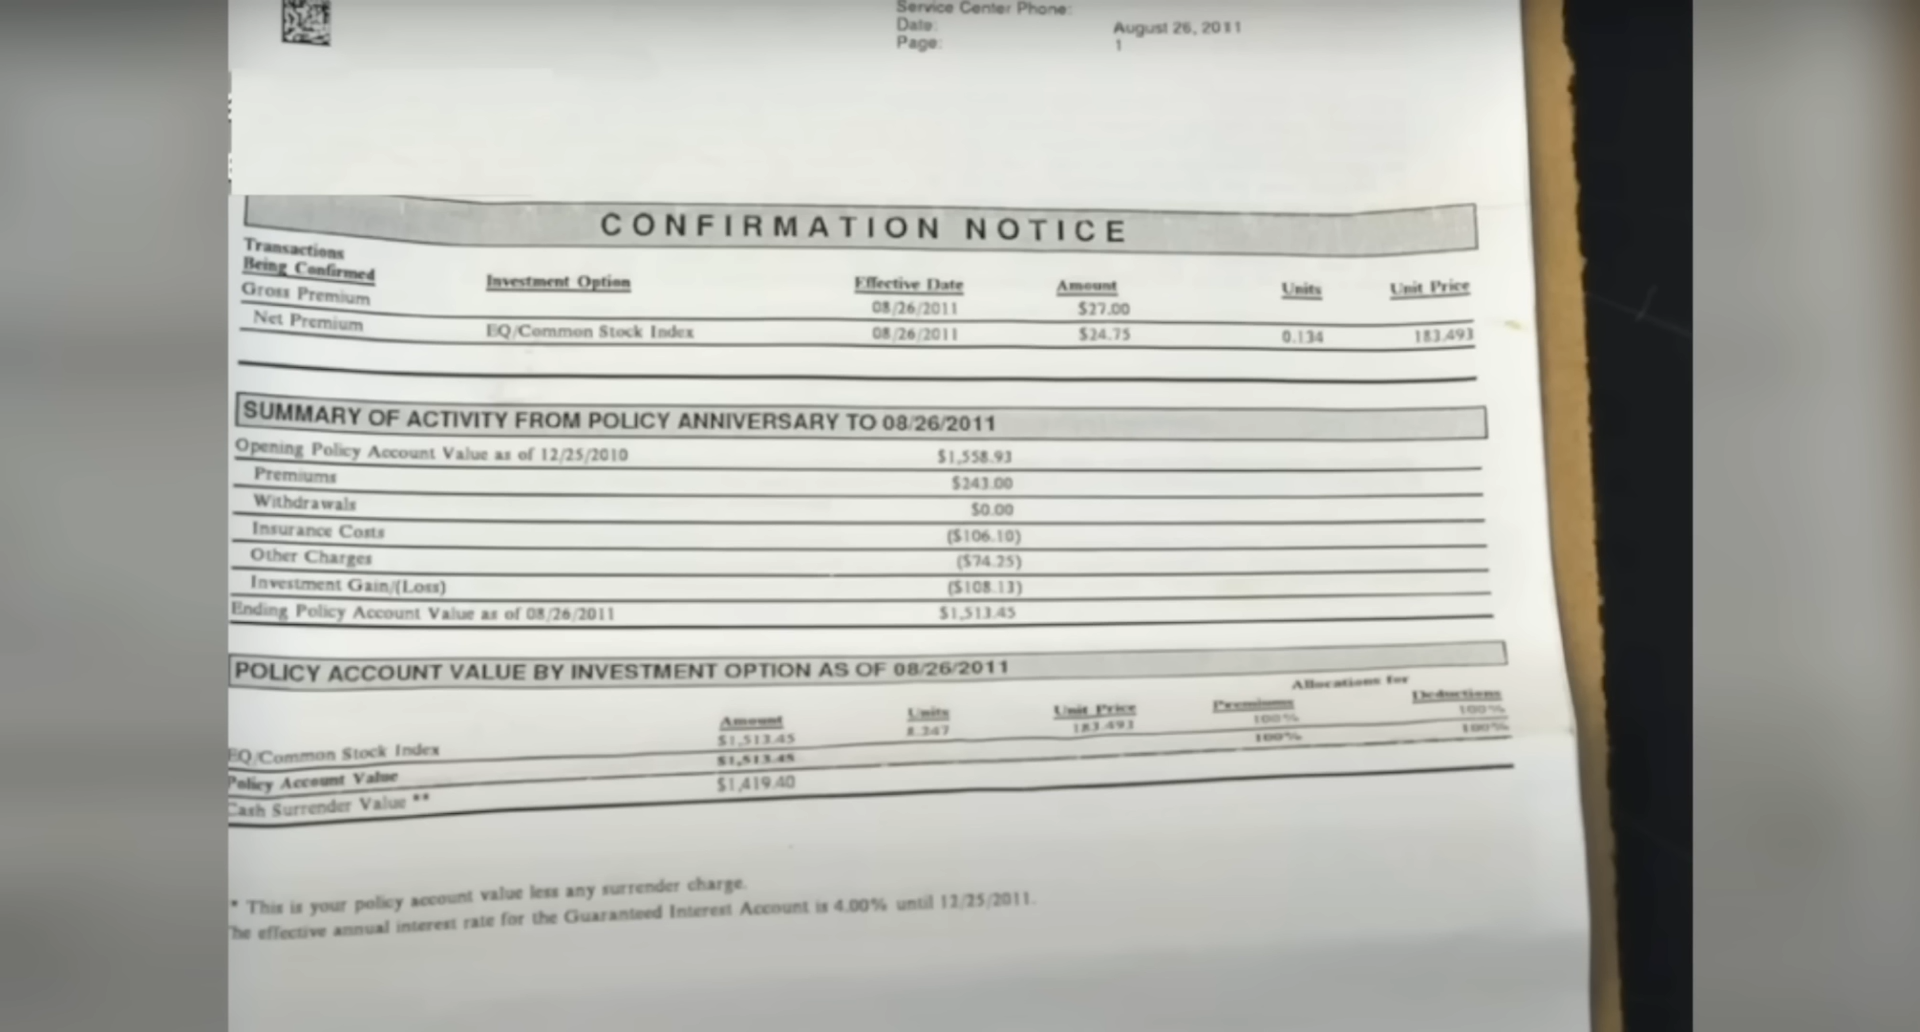 Service Center Phone:
Date: August 26, 2011
Page: 1
CONFIRMATION NOTICE
Transactions
Being Confirmed Investment Option Effective Date Amount Units Unit Price
Gross Premium 08/26/2011 $27.00
Net Premium EQ/Common Stock Index 08/26/2011 $24.75 0.134 183.493
SUMMARY OF ACTIVITY FROM POLICY ANNIVERSARY TO 08/26/2011
Opening Policy Account Value as of 12/25/2010 $1,558.93
Premiums $243.00
Withdrawals $0.00
Insurance Costs ($106.10)
Other Charges ($74.25)
Investment Gain/(Loss) ($108.13)
Ending Policy Account Value as of 08/26/2011 $1,513.45
POLICY ACCOUNT VALUE BY INVESTMENT OPTION AS OF 08/26/2011
Allocations for
Amount Units Unit Price Premiums Deductions
EQ/Common Stock Index $1,513.45 8.247 183.493 100% 100%
Policy Account Value $1,513.45 100% 100%
Cash Surrender Value ** $1,419.40
* This is your policy account value less any surrender charge.
he effective annual interest rate for the Guaranteed Interest Account is 4.00% until 12/25/2011.